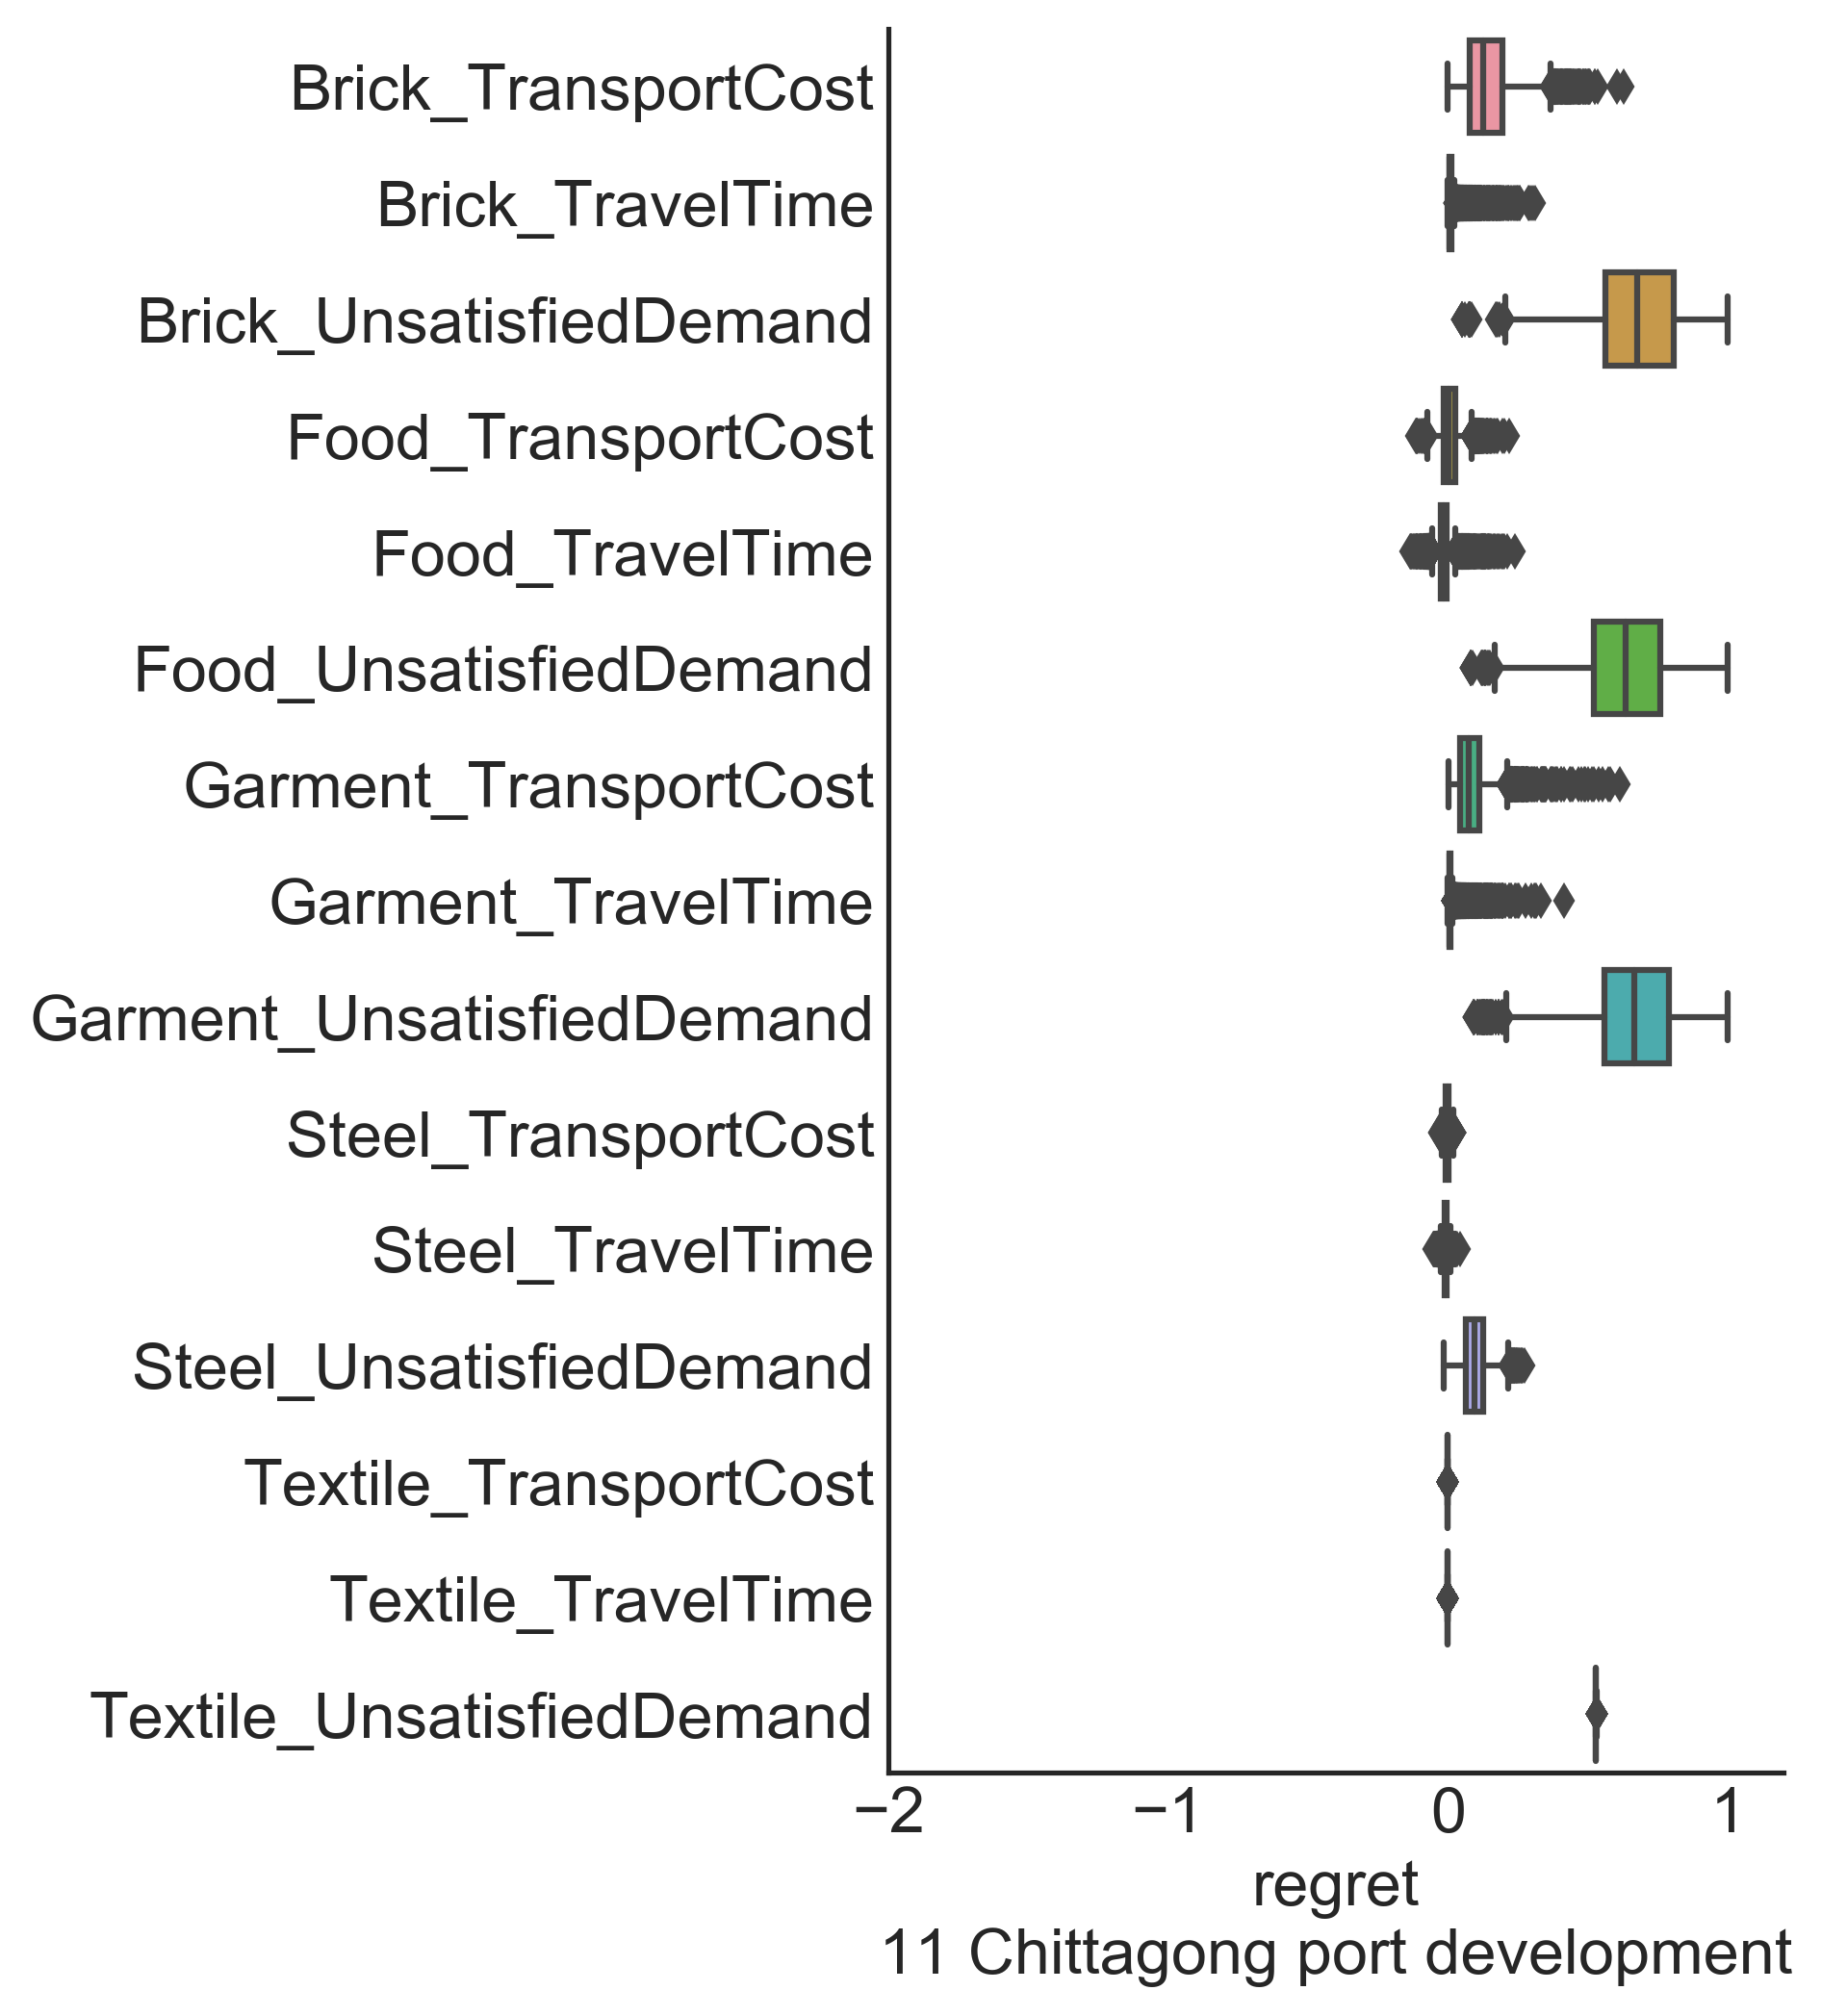 Brick_TransportCost
Brick_TravelTime
Brick_UnsatisfiedDemand
Food_TransportCost
Food_TravelTime
Food_UnsatisfiedDemand
Garment_TransportCost
Garment_TravelTime
Garment_UnsatisfiedDemand
Steel_TransportCost
Steel_TravelTime
Steel_UnsatisfiedDemand
Textile_TransportCost
Textile_TravelTime
Textile_UnsatisfiedDemand
−2 −1 0 1
regret
11 Chittagong port development